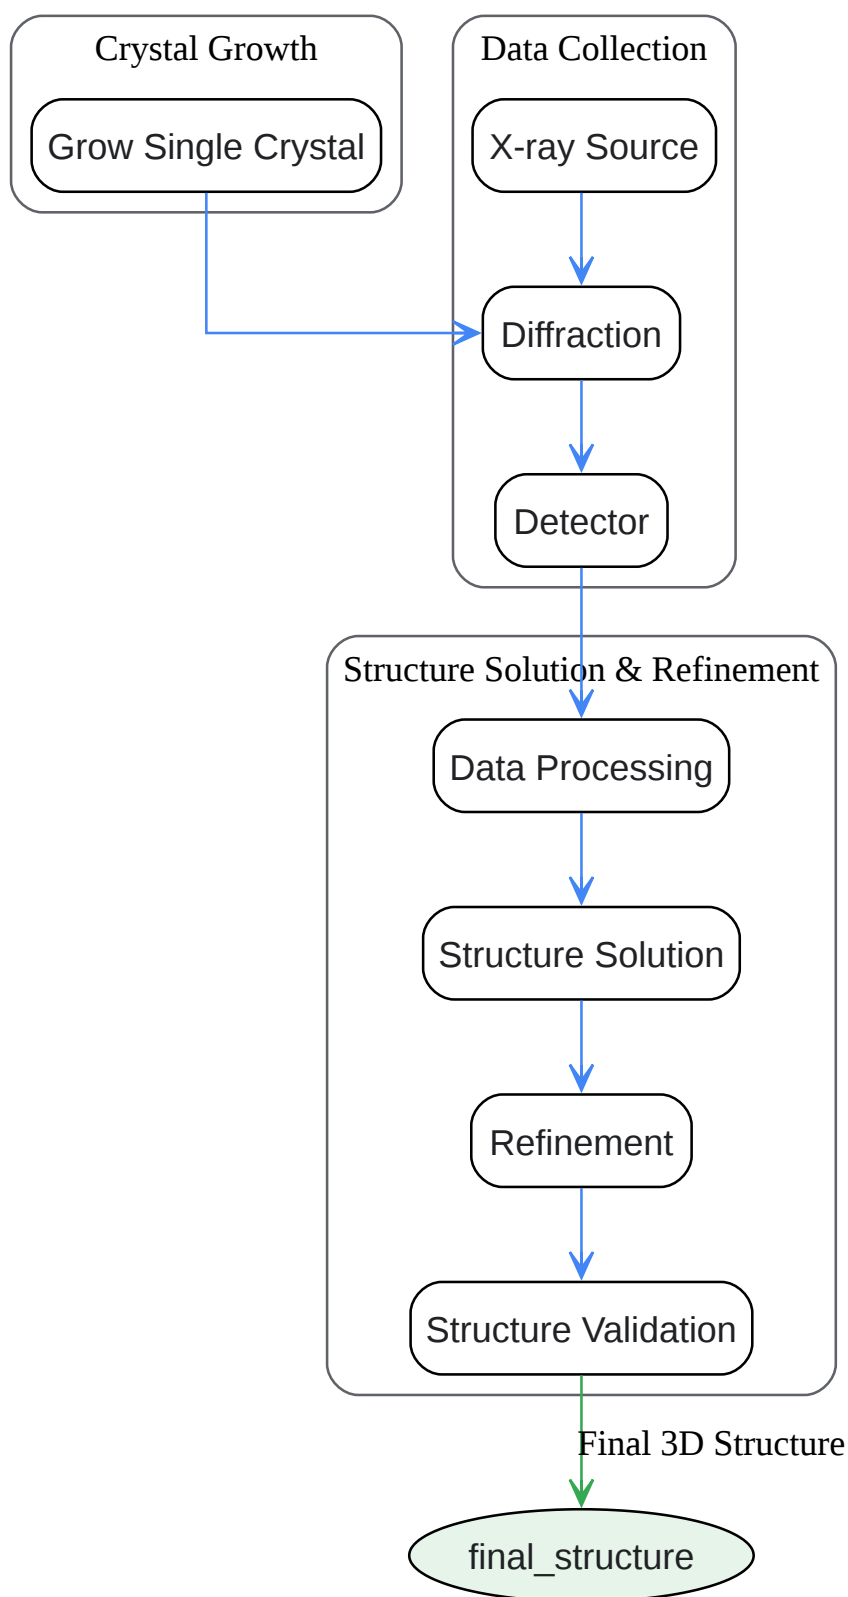 Crystal Growth
Grow Single Crystal
Data Collection
X-ray Source
Diffraction
Detector
Structure Solution & Refinement
Data Processing
Structure Solution
Refinement
Structure Validation
Final 3D Structure
final_structure